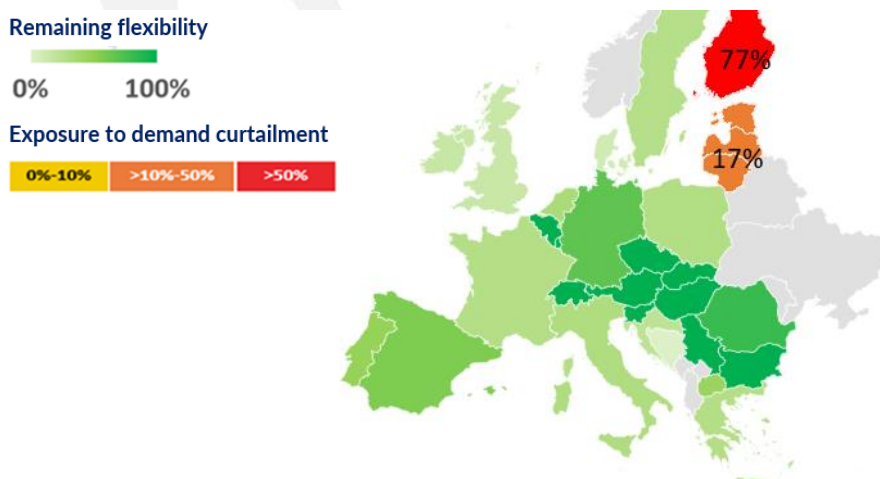 Remaining flexibility
0% 100%
Exposure to demand curtailment
0%-10% >10%-50% >50%
77%
17%